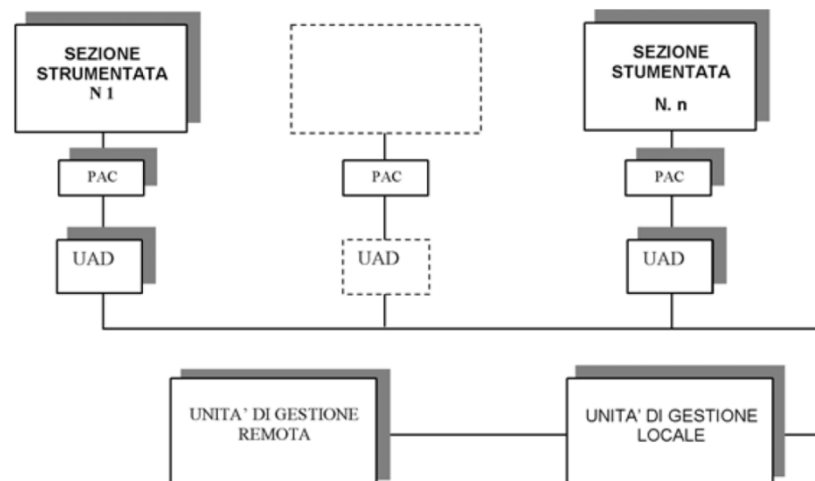 SEZIONE
STRUMENTATA
N 1
SEZIONE
STUMENTATA
N. n
PAC
PAC
PAC
UAD
UAD
UAD
UNITA' DI GESTIONE
REMOTA
UNITA' DI GESTIONE
LOCALE